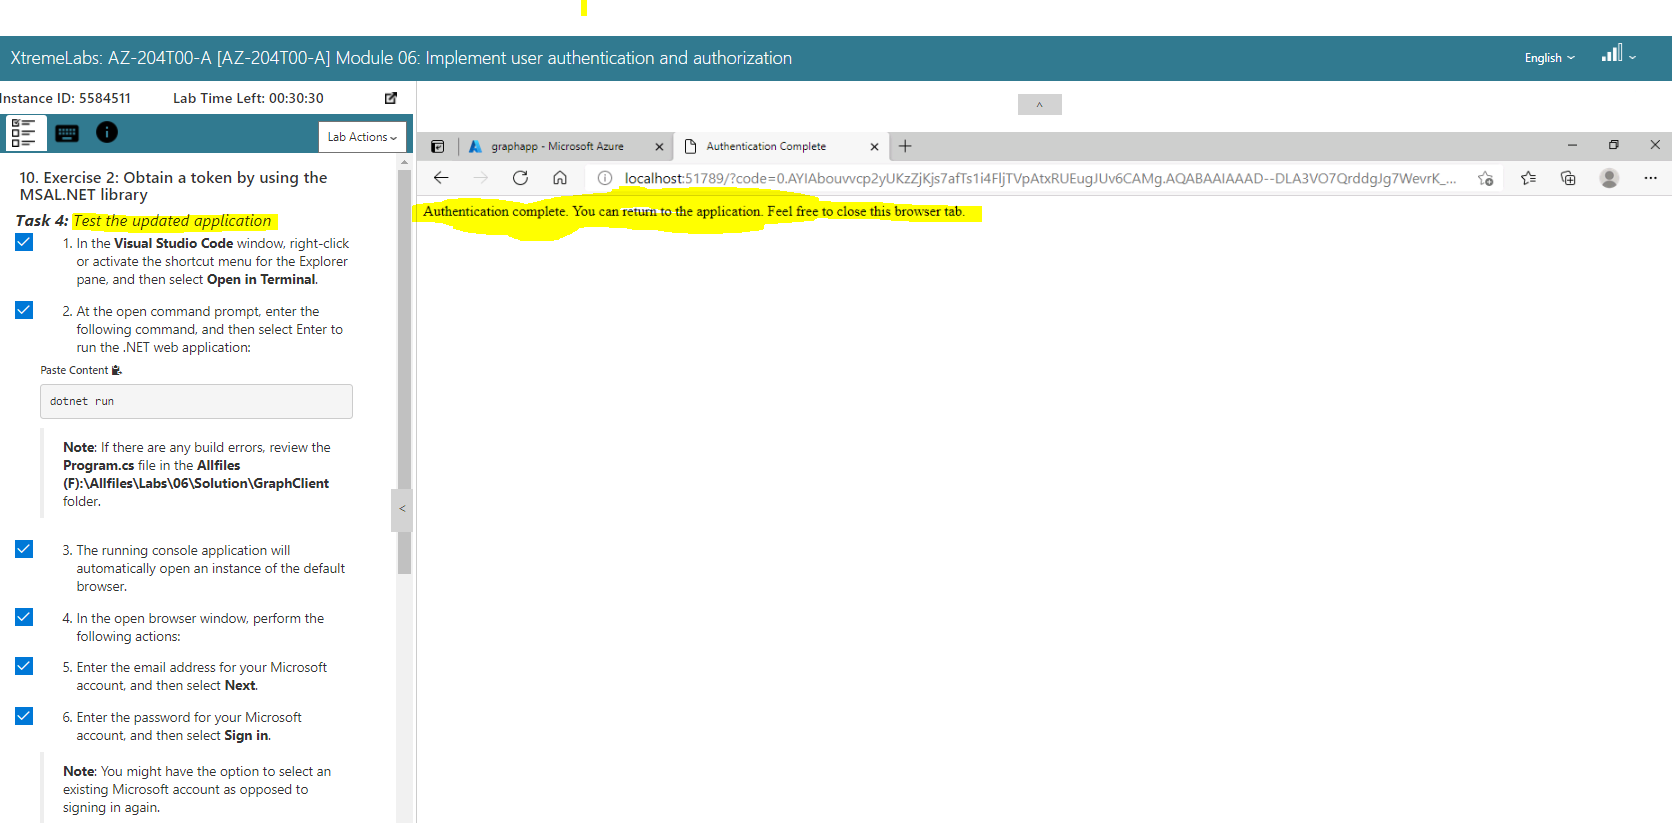 XtremeLabs: AZ-204T00-A [AZ-204T00-A] Module 06: Implement user authentication and authorization
English
Instance ID: 5584511 Lab Time Left: 00:30:30
Lab Actions
10. Exercise 2: Obtain a token by using the
MSAL.NET library
Task 4: Test the updated application
1. In the Visual Studio Code window, right-click
or activate the shortcut menu for the Explorer
pane, and then select Open in Terminal.
2. At the open command prompt, enter the
following command, and then select Enter to
run the .NET web application:
Paste Content
dotnet run
Note: If there are any build errors, review the
Program.cs file in the Allfiles
(F):\Allfiles\Labs\06\Solution\GraphClient
folder.
3. The running console application will
automatically open an instance of the default
browser.
4. In the open browser window, perform the
following actions:
5. Enter the email address for your Microsoft
account, and then select Next.
6. Enter the password for your Microsoft
account, and then select Sign in.
Note: You might have the option to select an
existing Microsoft account as opposed to
signing in again.
graphapp - Microsoft Azure
Authentication Complete
localhost:51789/?code=0.AYIAbouvvcp2yUKzZjKjs7afTs1i4FljTVpAtxRUEugJUv6CAMg.AQABAAIAAAD--DLA3VO7QrddgJg7WevrK_...
Authentication complete. You can return to the application. Feel free to close this browser tab.